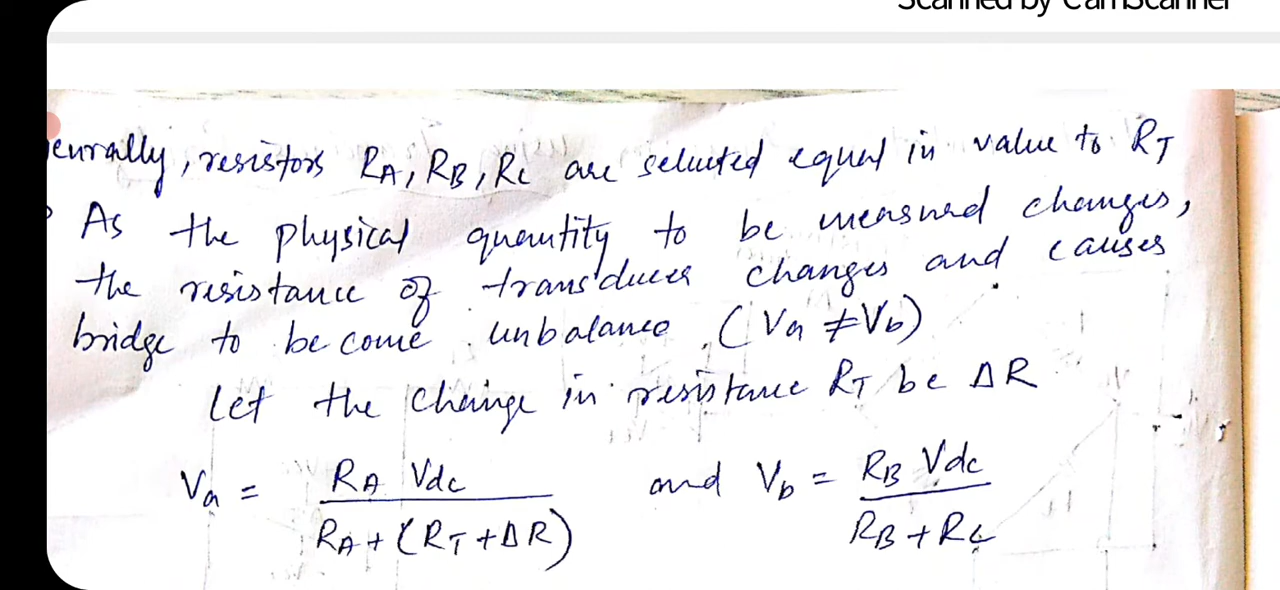 Scanned by CamScanner
enerally, resistors RA, RB, RC are selected equal in value to RT
As the physical quantity to be measured changes,
the resistance of transducer changes and causes
bridge to become unbalance. (Va ≠ Vb)
Let the change in resistance RT be ΔR
Va = RA Vdc / RA + (RT + ΔR) and Vb = RB Vdc / RB + RC